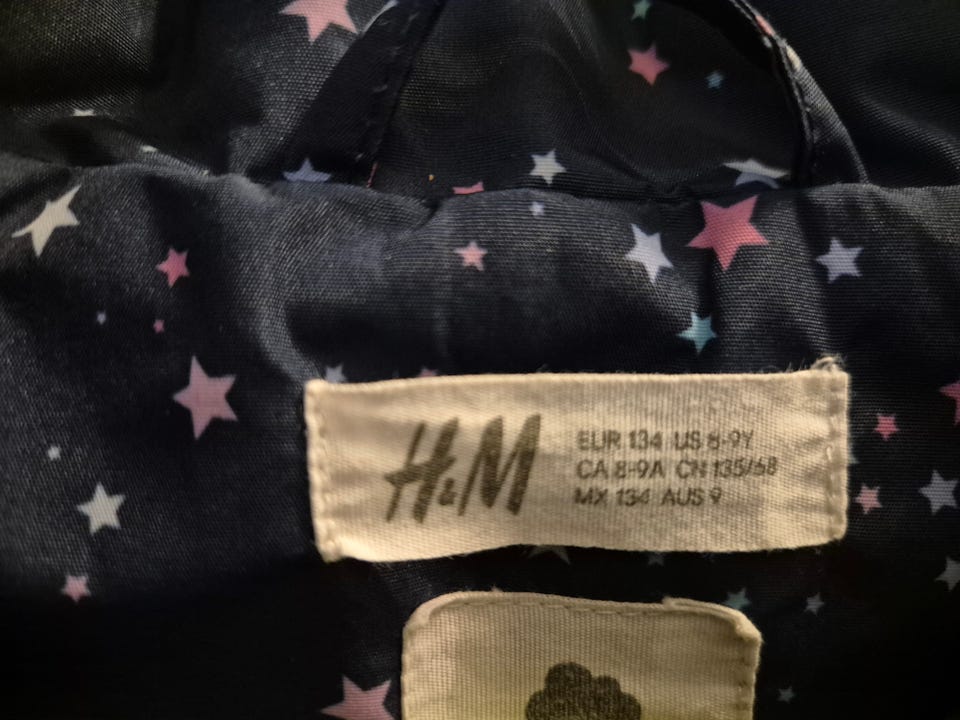 H&M
EUR 134 US 8-9Y
CA 8-9A CN 135/68
MX 134 AUS 9